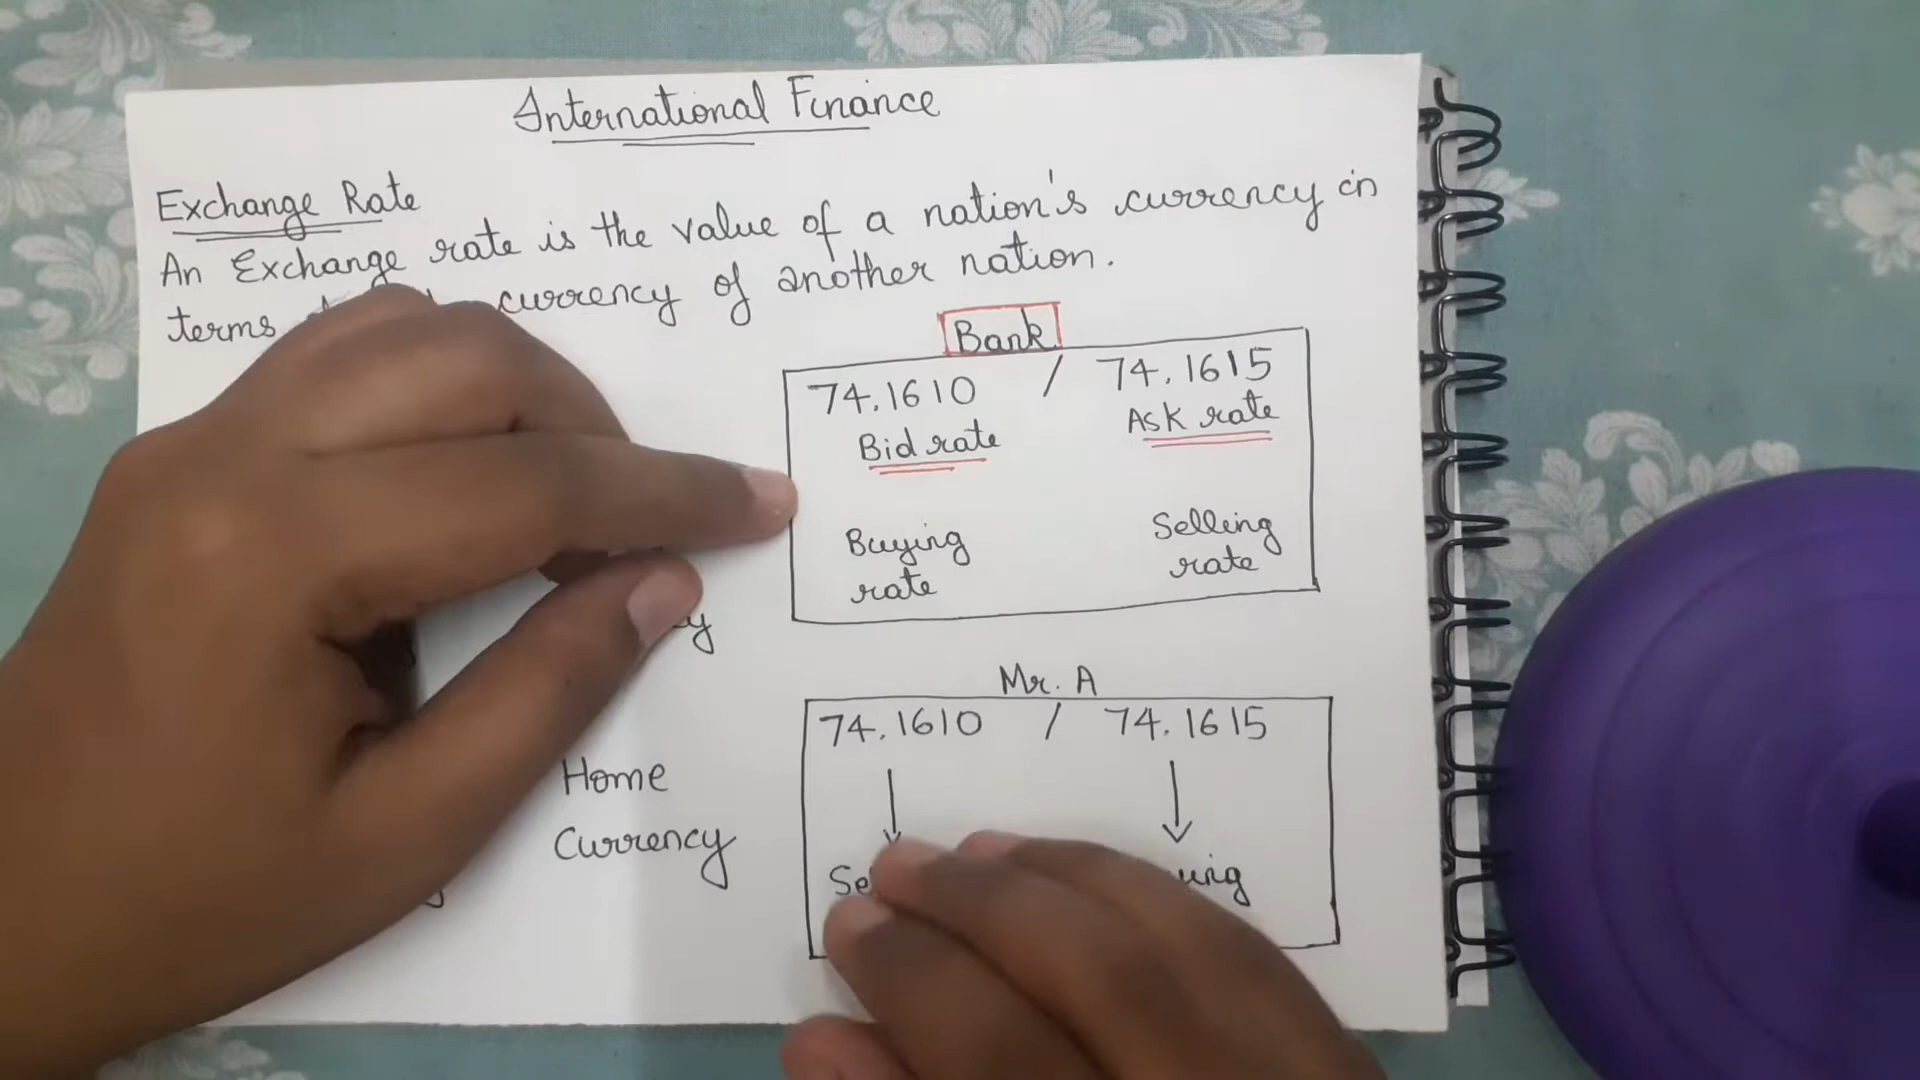 International Finance
Exchange Rate
An Exchange rate is the value of a nation's currency in
terms currency of another nation.
Bank
74.1610 / 74.1615
Bid rate Ask rate
Buying Selling
rate rate
Mr. A
74.1610 / 74.1615
Home
Currency